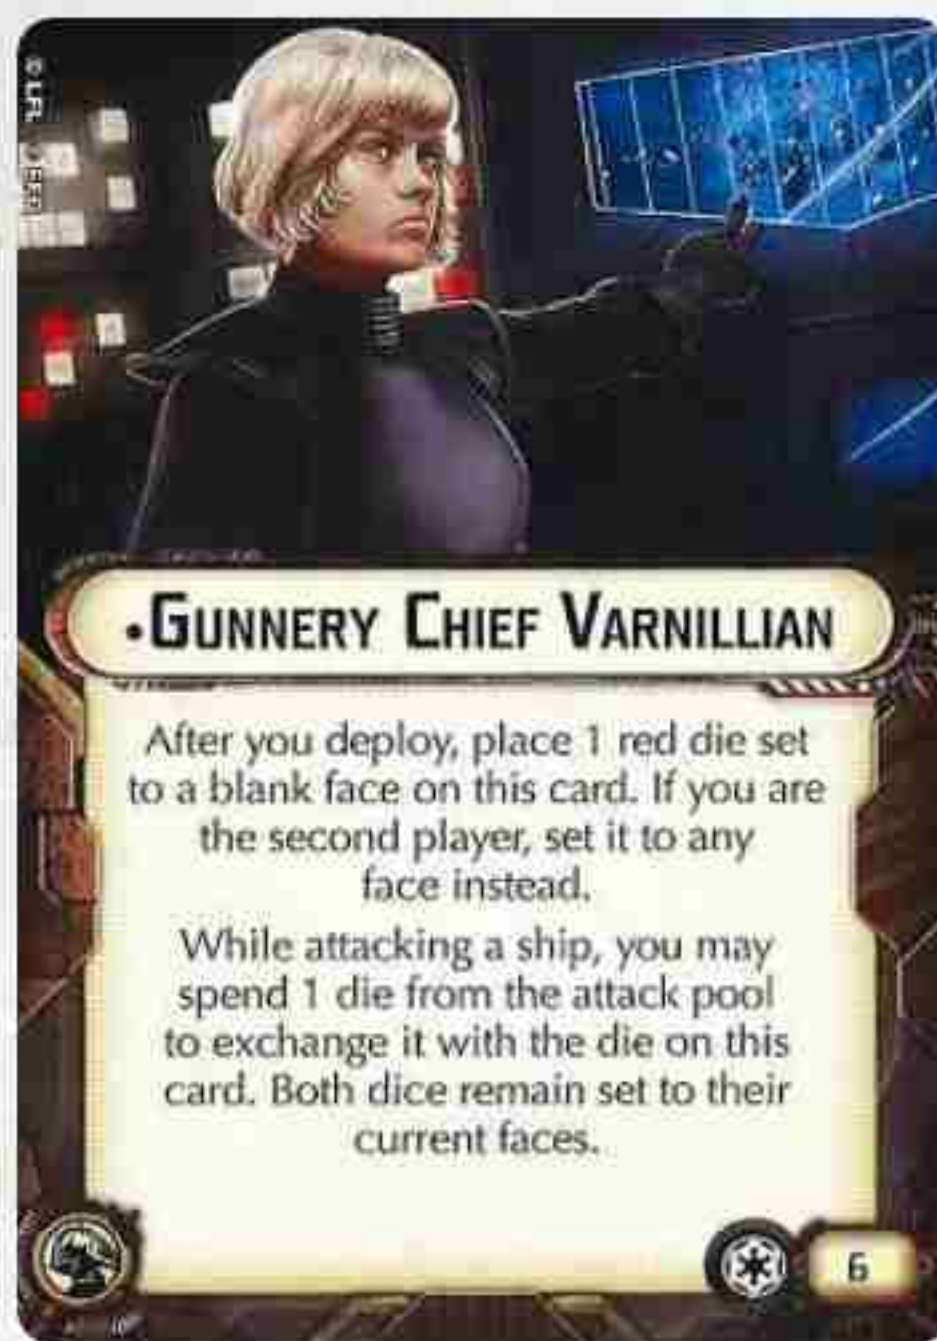 © LFL
•GUNNERY CHIEF VARNILLIAN
After you deploy, place 1 red die set
to a blank face on this card. If you are
the second player, set it to any
face instead.
While attacking a ship, you may
spend 1 die from the attack pool
to exchange it with the die on this
card. Both dice remain set to their
current faces.
6